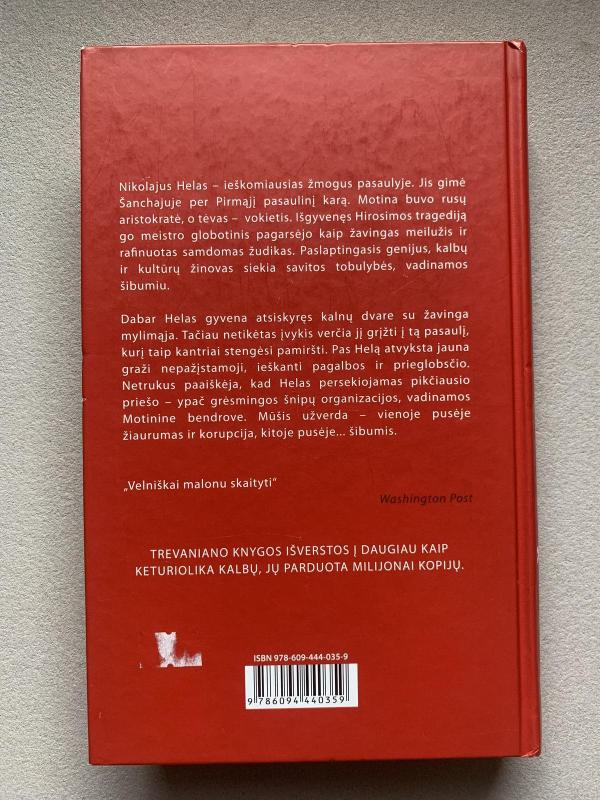 Nikolajus Helas – ieškomiausias žmogus pasaulyje. Jis gimė
Šanchajuje per Pirmąjį pasaulinį karą. Motina buvo rusų
aristokratė, o tėvas – vokietis. Išgyvenęs Hirosimos tragediją
go meistro globotinis pagarsėjo kaip žavingas meilužis ir
rafinuotas samdomas žudikas. Paslaptingasis genijus, kalbų
ir kultūrų žinovas siekia savitos tobulybės, vadinamos
šibumiu.
Dabar Helas gyvena atsiskyręs kalnų dvare su žavinga
mylimąja. Tačiau netikėtas įvykis verčia jį grįžti į tą pasaulį,
kurį taip kantriai stengėsi pamiršti. Pas Helą atvyksta jauna
graži nepažįstamoji, ieškanti pagalbos ir prieglobsčio.
Netrukus paaiškėja, kad Helas persekiojamas pikčiausio
priešo – ypač grėsmingos šnipų organizacijos, vadinamos
Motinine bendrove. Mūšis užverda – vienoje pusėje
žiaurumas ir korupcija, kitoje pusėje... šibumis.
„Velniškai malonu skaityti“
Washington Post
TREVANIANO KNYGOS IŠVERSTOS Į DAUGIAU KAIP
KETURIOLIKA KALBŲ, JŲ PARDUOTA MILIJONAI KOPIJŲ.
ISBN 978-609-444-035-9
9 786094 440359